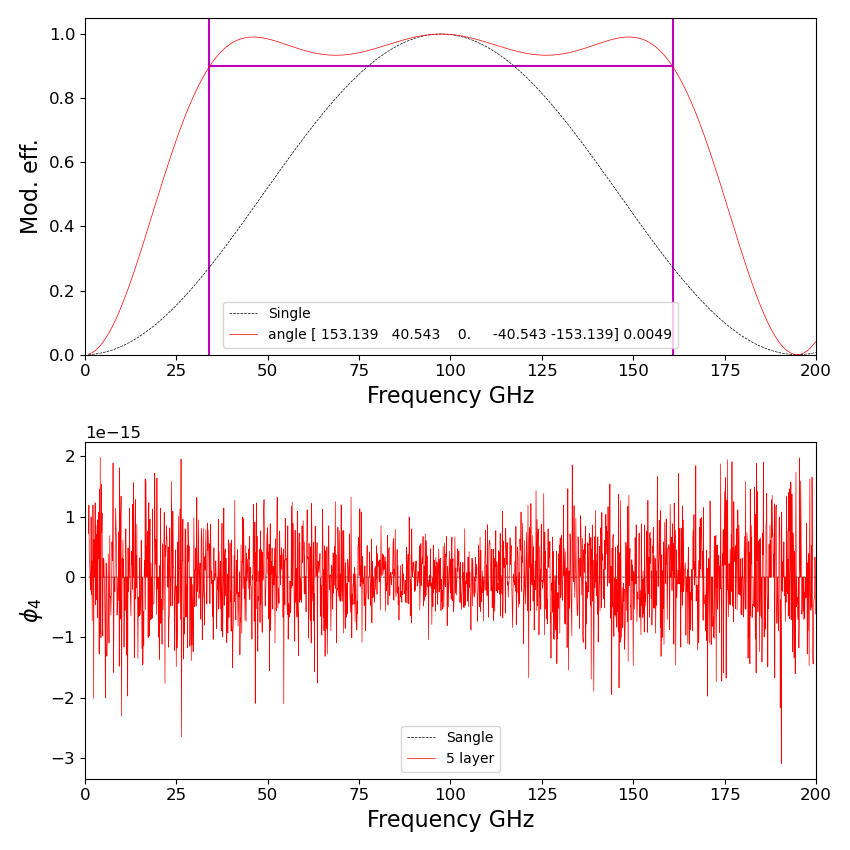 1.0
0.8
0.6
0.4
0.2
0.0
Mod. eff.
Single
angle [ 153.139   40.543    0.     -40.543 -153.139] 0.0049
0 25 50 75 100 125 150 175 200
Frequency GHz
1e−15
2
1
0
−1
−2
−3
ϕ4
Sangle
5 layer
0 25 50 75 100 125 150 175 200
Frequency GHz